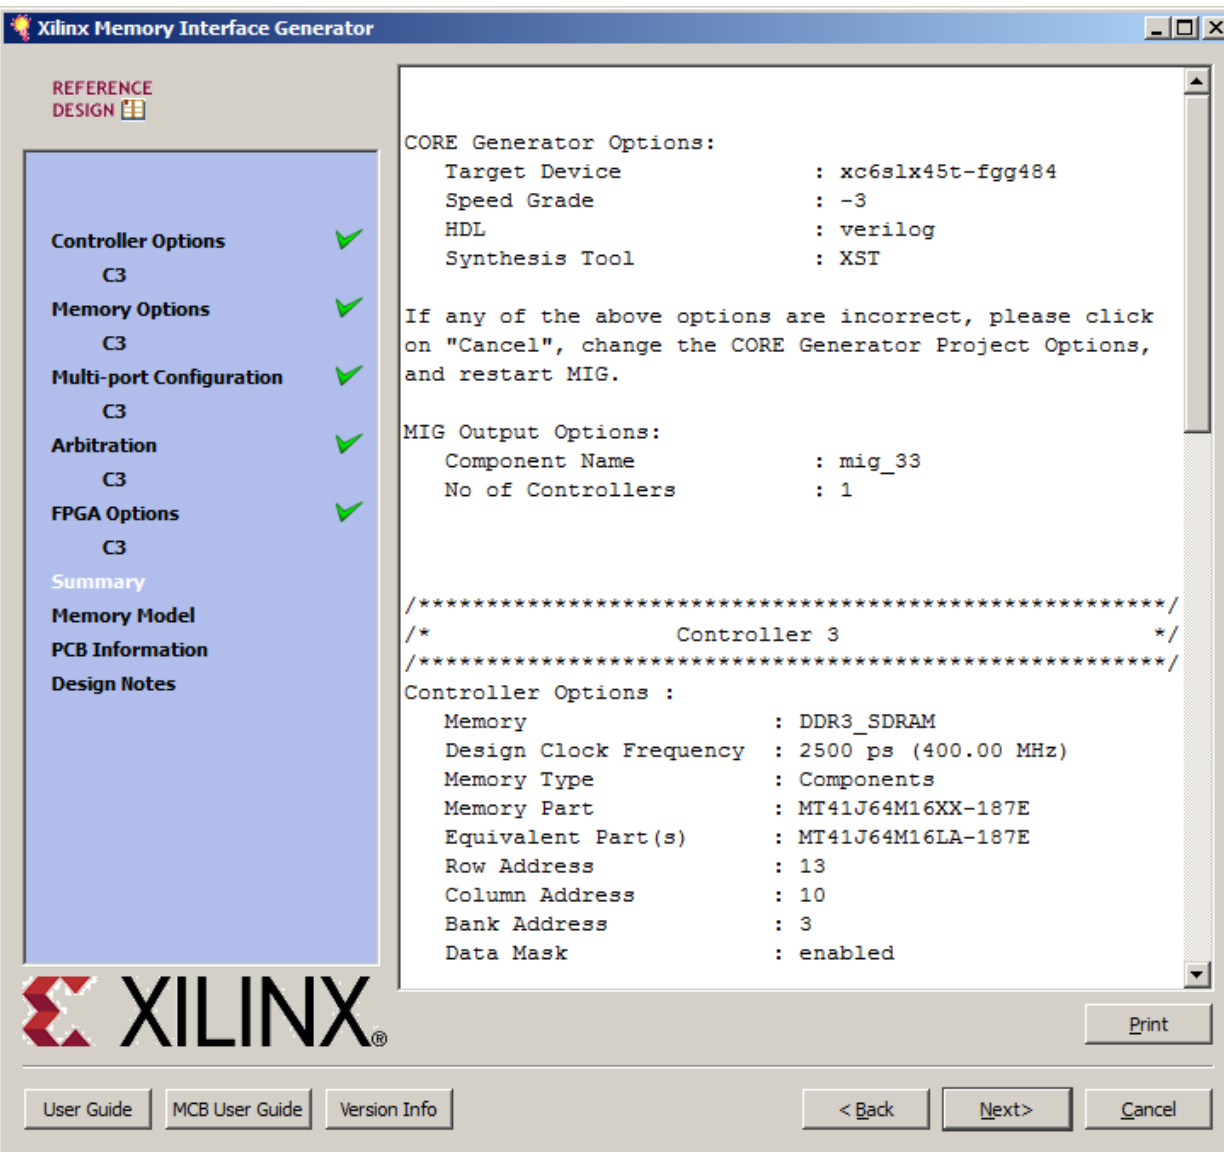 Xilinx Memory Interface Generator
REFERENCE
DESIGN
Controller Options
C3
Memory Options
C3
Multi-port Configuration
C3
Arbitration
C3
FPGA Options
C3
Summary
Memory Model
PCB Information
Design Notes
CORE Generator Options:
Target Device : xc6slx45t-fgg484
Speed Grade : -3
HDL : verilog
Synthesis Tool : XST
If any of the above options are incorrect, please click
on "Cancel", change the CORE Generator Project Options,
and restart MIG.
MIG Output Options:
Component Name : mig_33
No of Controllers : 1
/*******************************************************/
/* Controller 3 */
/*******************************************************/
Controller Options :
Memory : DDR3_SDRAM
Design Clock Frequency : 2500 ps (400.00 MHz)
Memory Type : Components
Memory Part : MT41J64M16XX-187E
Equivalent Part(s) : MT41J64M16LA-187E
Row Address : 13
Column Address : 10
Bank Address : 3
Data Mask : enabled
XILINX®
Print
User Guide
MCB User Guide
Version Info
< Back
Next>
Cancel